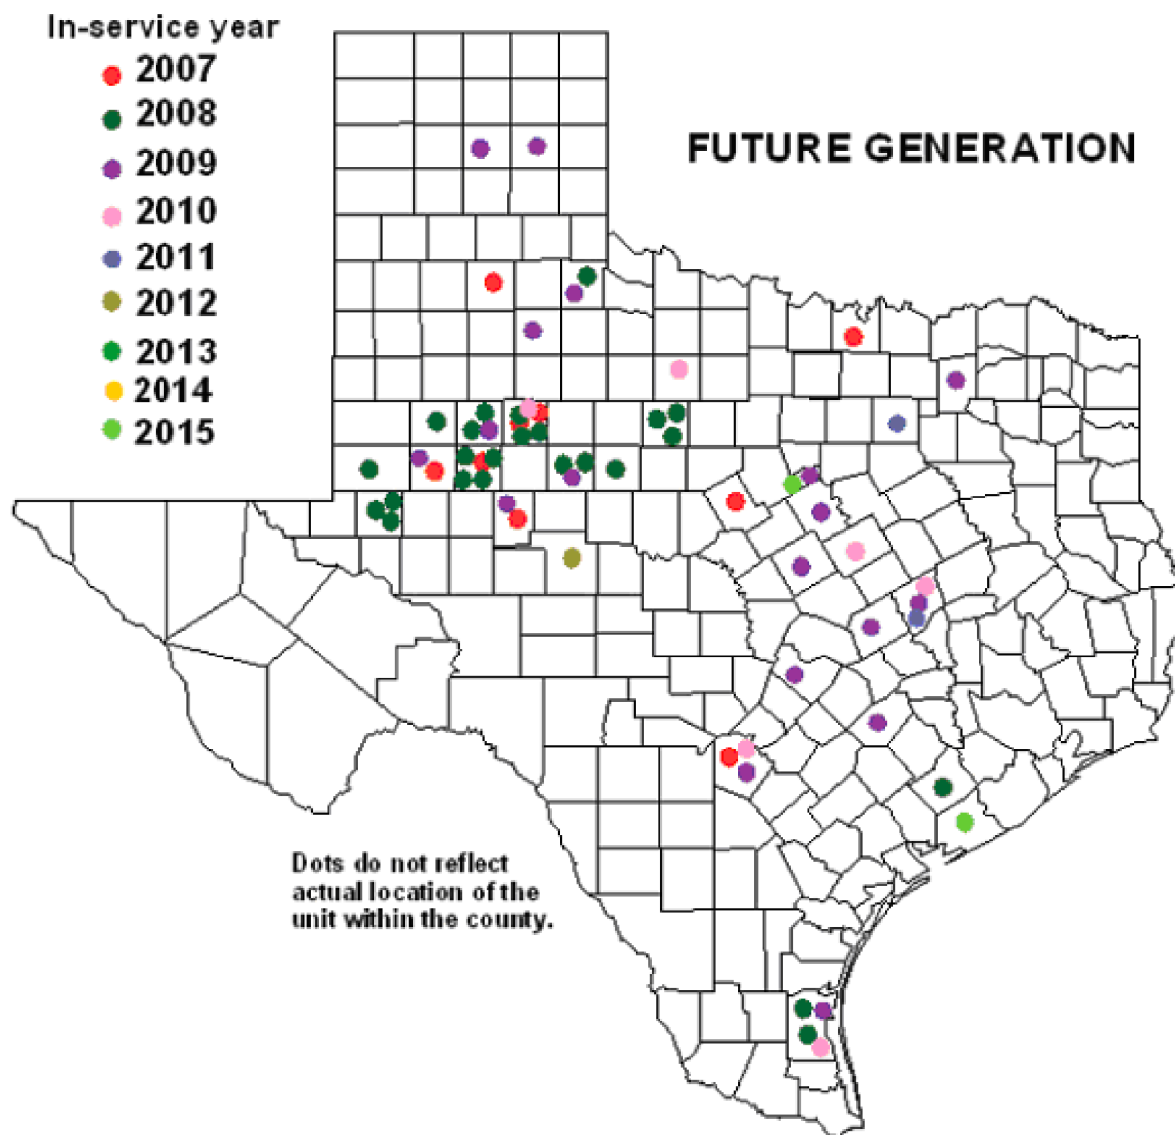 In-service year
2007
2008
2009
2010
2011
2012
2013
2014
2015
FUTURE GENERATION
Dots do not reflect
actual location of the
unit within the county.